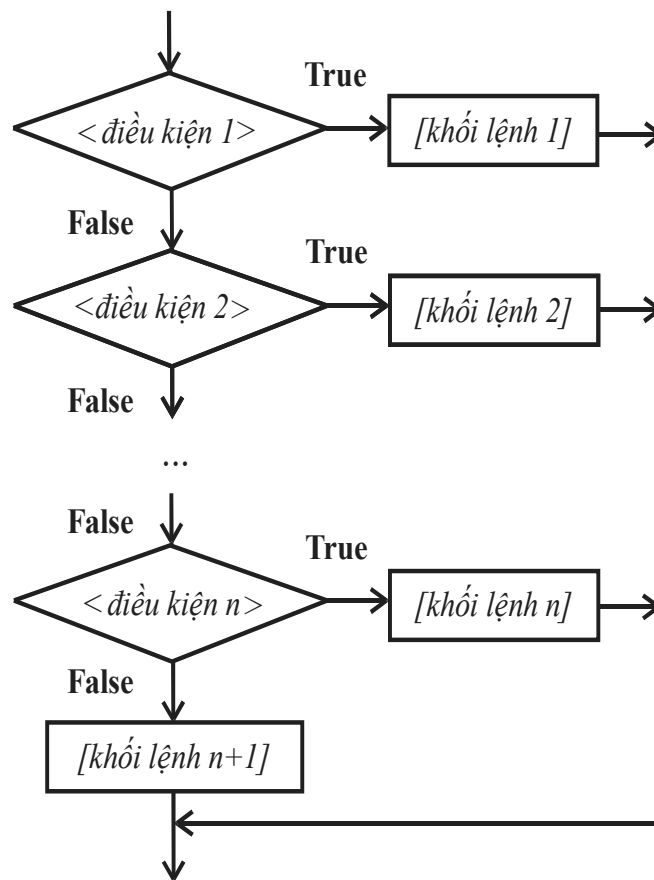 True
<điều kiện 1>
[khối lệnh 1]
False
True
<điều kiện 2>
[khối lệnh 2]
False
...
False
True
<điều kiện n>
[khối lệnh n]
False
[khối lệnh n+1]